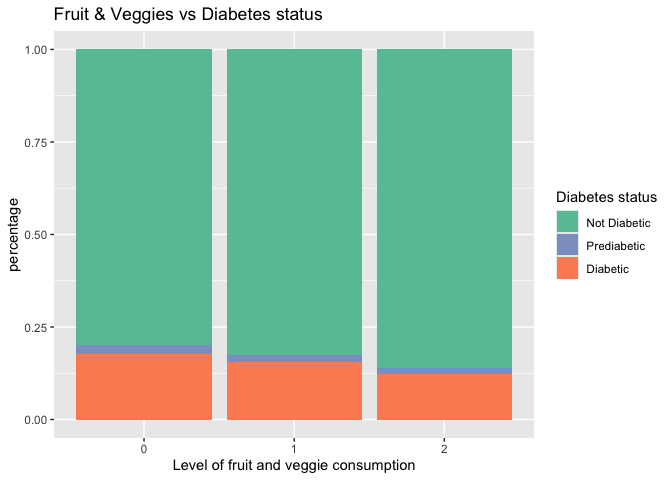 Fruit & Veggies vs Diabetes status
percentage
1.00
0.75
0.50
0.25
0.00
0
1
2
Level of fruit and veggie consumption
Diabetes status
Not Diabetic
Prediabetic
Diabetic